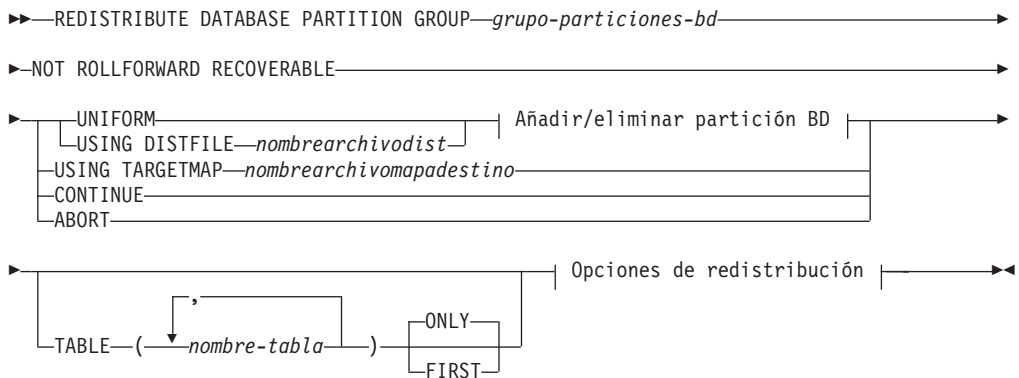 REDISTRIBUTE DATABASE PARTITION GROUP grupo-particiones-bd
NOT ROLLFORWARD RECOVERABLE
UNIFORM Añadir/eliminar partición BD
USING DISTFILE nombrearchivodist
USING TARGETMAP nombrearchivomapadestino
CONTINUE
ABORT
Opciones de redistribución
,
ONLY
TABLE ( nombre-tabla )
FIRST